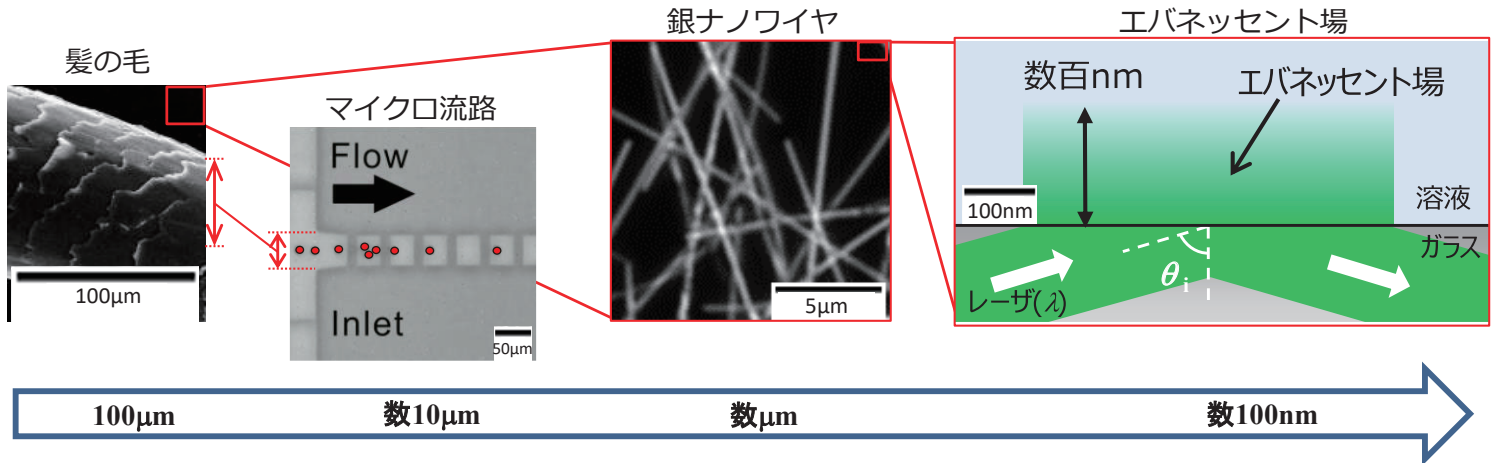 髪の毛
100μm
マイクロ流路
Flow
Inlet
50μm
銀ナノワイヤ
5μm
エバネッセント場
数百nm
エバネッセント場
100nm
溶液
ガラス
θi
レーザ(λ)
100μm
数10μm
数μm
数100nm